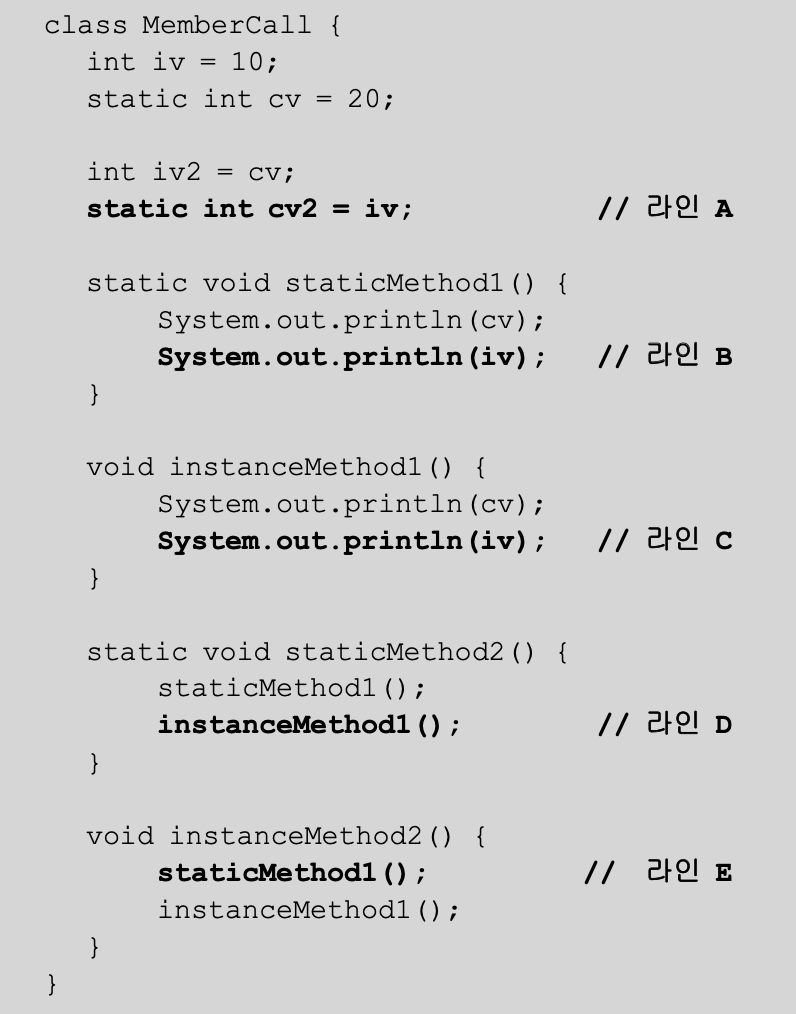 class MemberCall {
int iv = 10;
static int cv = 20;
int iv2 = cv;
static int cv2 = iv; // 라인 A
static void staticMethod1() {
System.out.println(cv);
System.out.println(iv); // 라인 B
}
void instanceMethod1() {
System.out.println(cv);
System.out.println(iv); // 라인 C
}
static void staticMethod2() {
staticMethod1();
instanceMethod1(); // 라인 D
}
void instanceMethod2() {
staticMethod1(); // 라인 E
instanceMethod1();
}
}